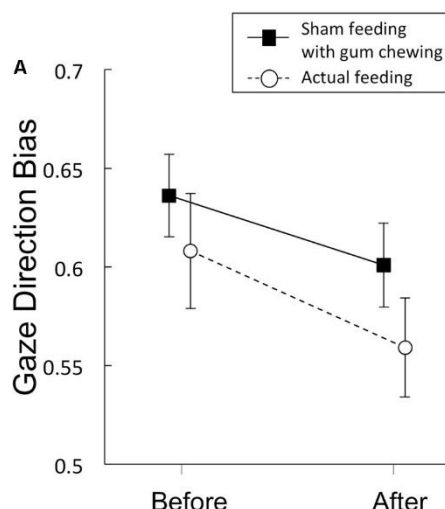 Sham feeding
with gum chewing
Actual feeding
A
0.7
0.65
0.6
0.55
0.5
Gaze Direction Bias
Before
After